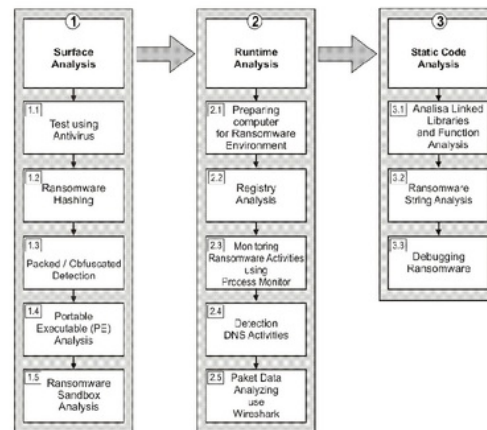 1
Surface
Analysis
1.1
Test using
Antivirus
1.2
Ransomware
Hashing
1.3
Packed / Obfuscated
Detection
1.4
Portable
Executable (PE)
Analysis
1.5
Ransomware
Sandbox
Analysis
2
Runtime
Analysis
2.1
Preparing
computer
for Ransomware
Environment
2.2
Registry
Analysis
2.3
Monitoring
Ransomware Activities
using
Process Monitor
2.4
Detection
DNS Activities
2.5
Paket Data
Analyzing
use
Wireshark
3
Static Code
Analysis
3.1
Analisa Linked
Libraries
and Function
Analysis
3.2
Ransomware
String Analysis
3.3
Debugging
Ransomware